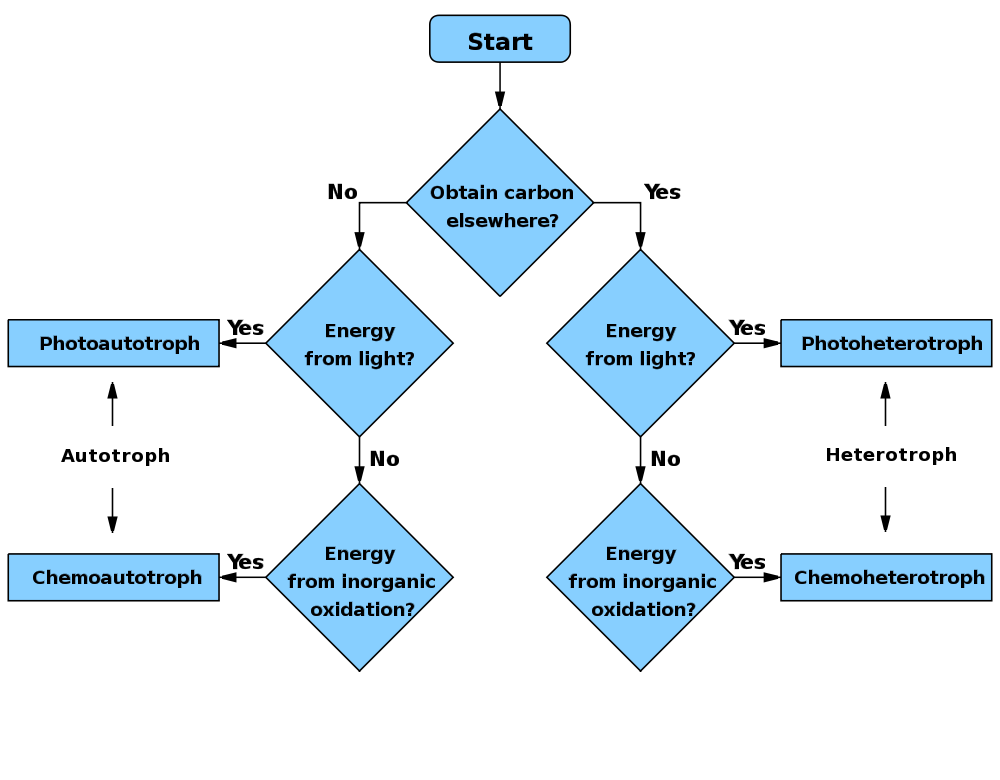 Start
Obtain carbon
elsewhere?
No
Yes
Energy
from light?
Yes
Photoautotroph
Energy
from light?
Yes
Photoheterotroph
Autotroph
No
No
Heterotroph
Energy
from inorganic
oxidation?
Yes
Chemoautotroph
Energy
from inorganic
oxidation?
Yes
Chemoheterotroph